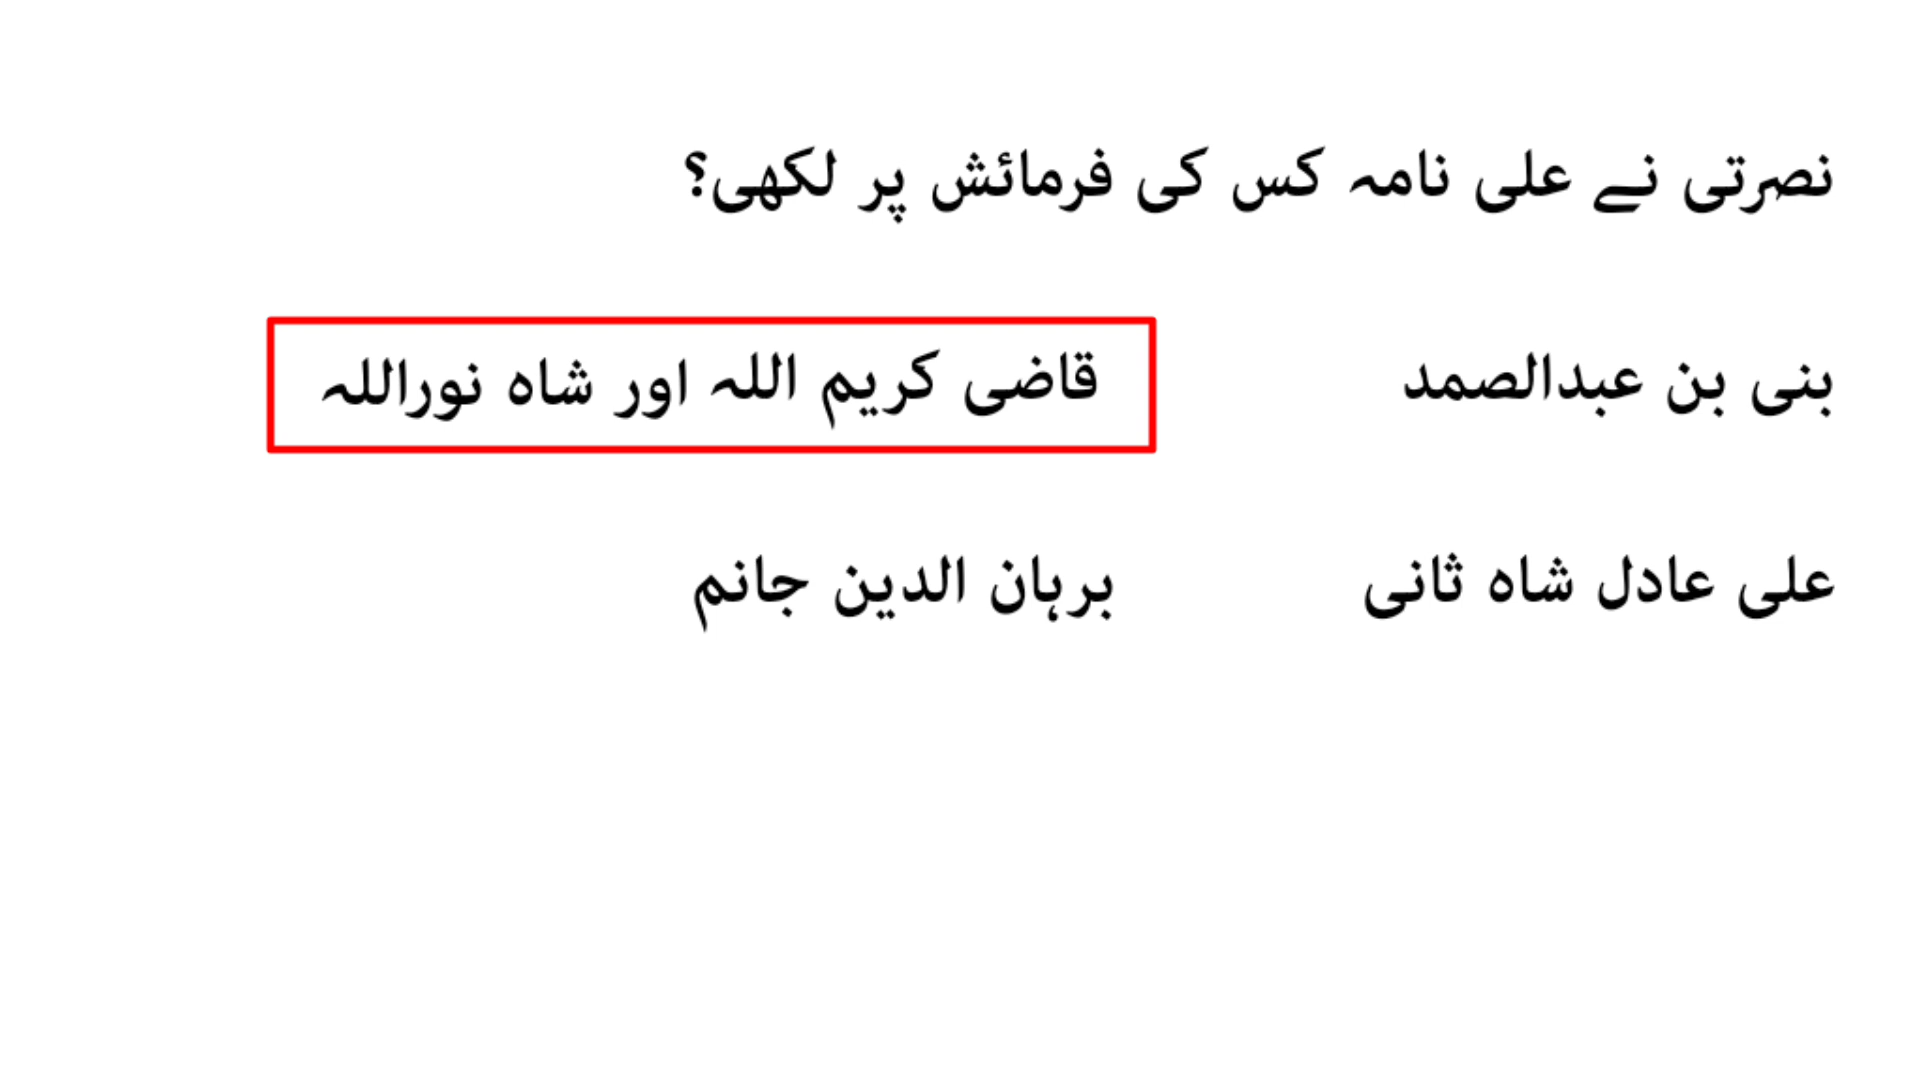 نصرتی نے علی نامہ کس کی فرمائش پر لکھی؟
بنی بن عبدالصمد قاضی کریم اللہ اور شاہ نوراللہ
علی عادل شاہ ثانی برہان الدین جانم